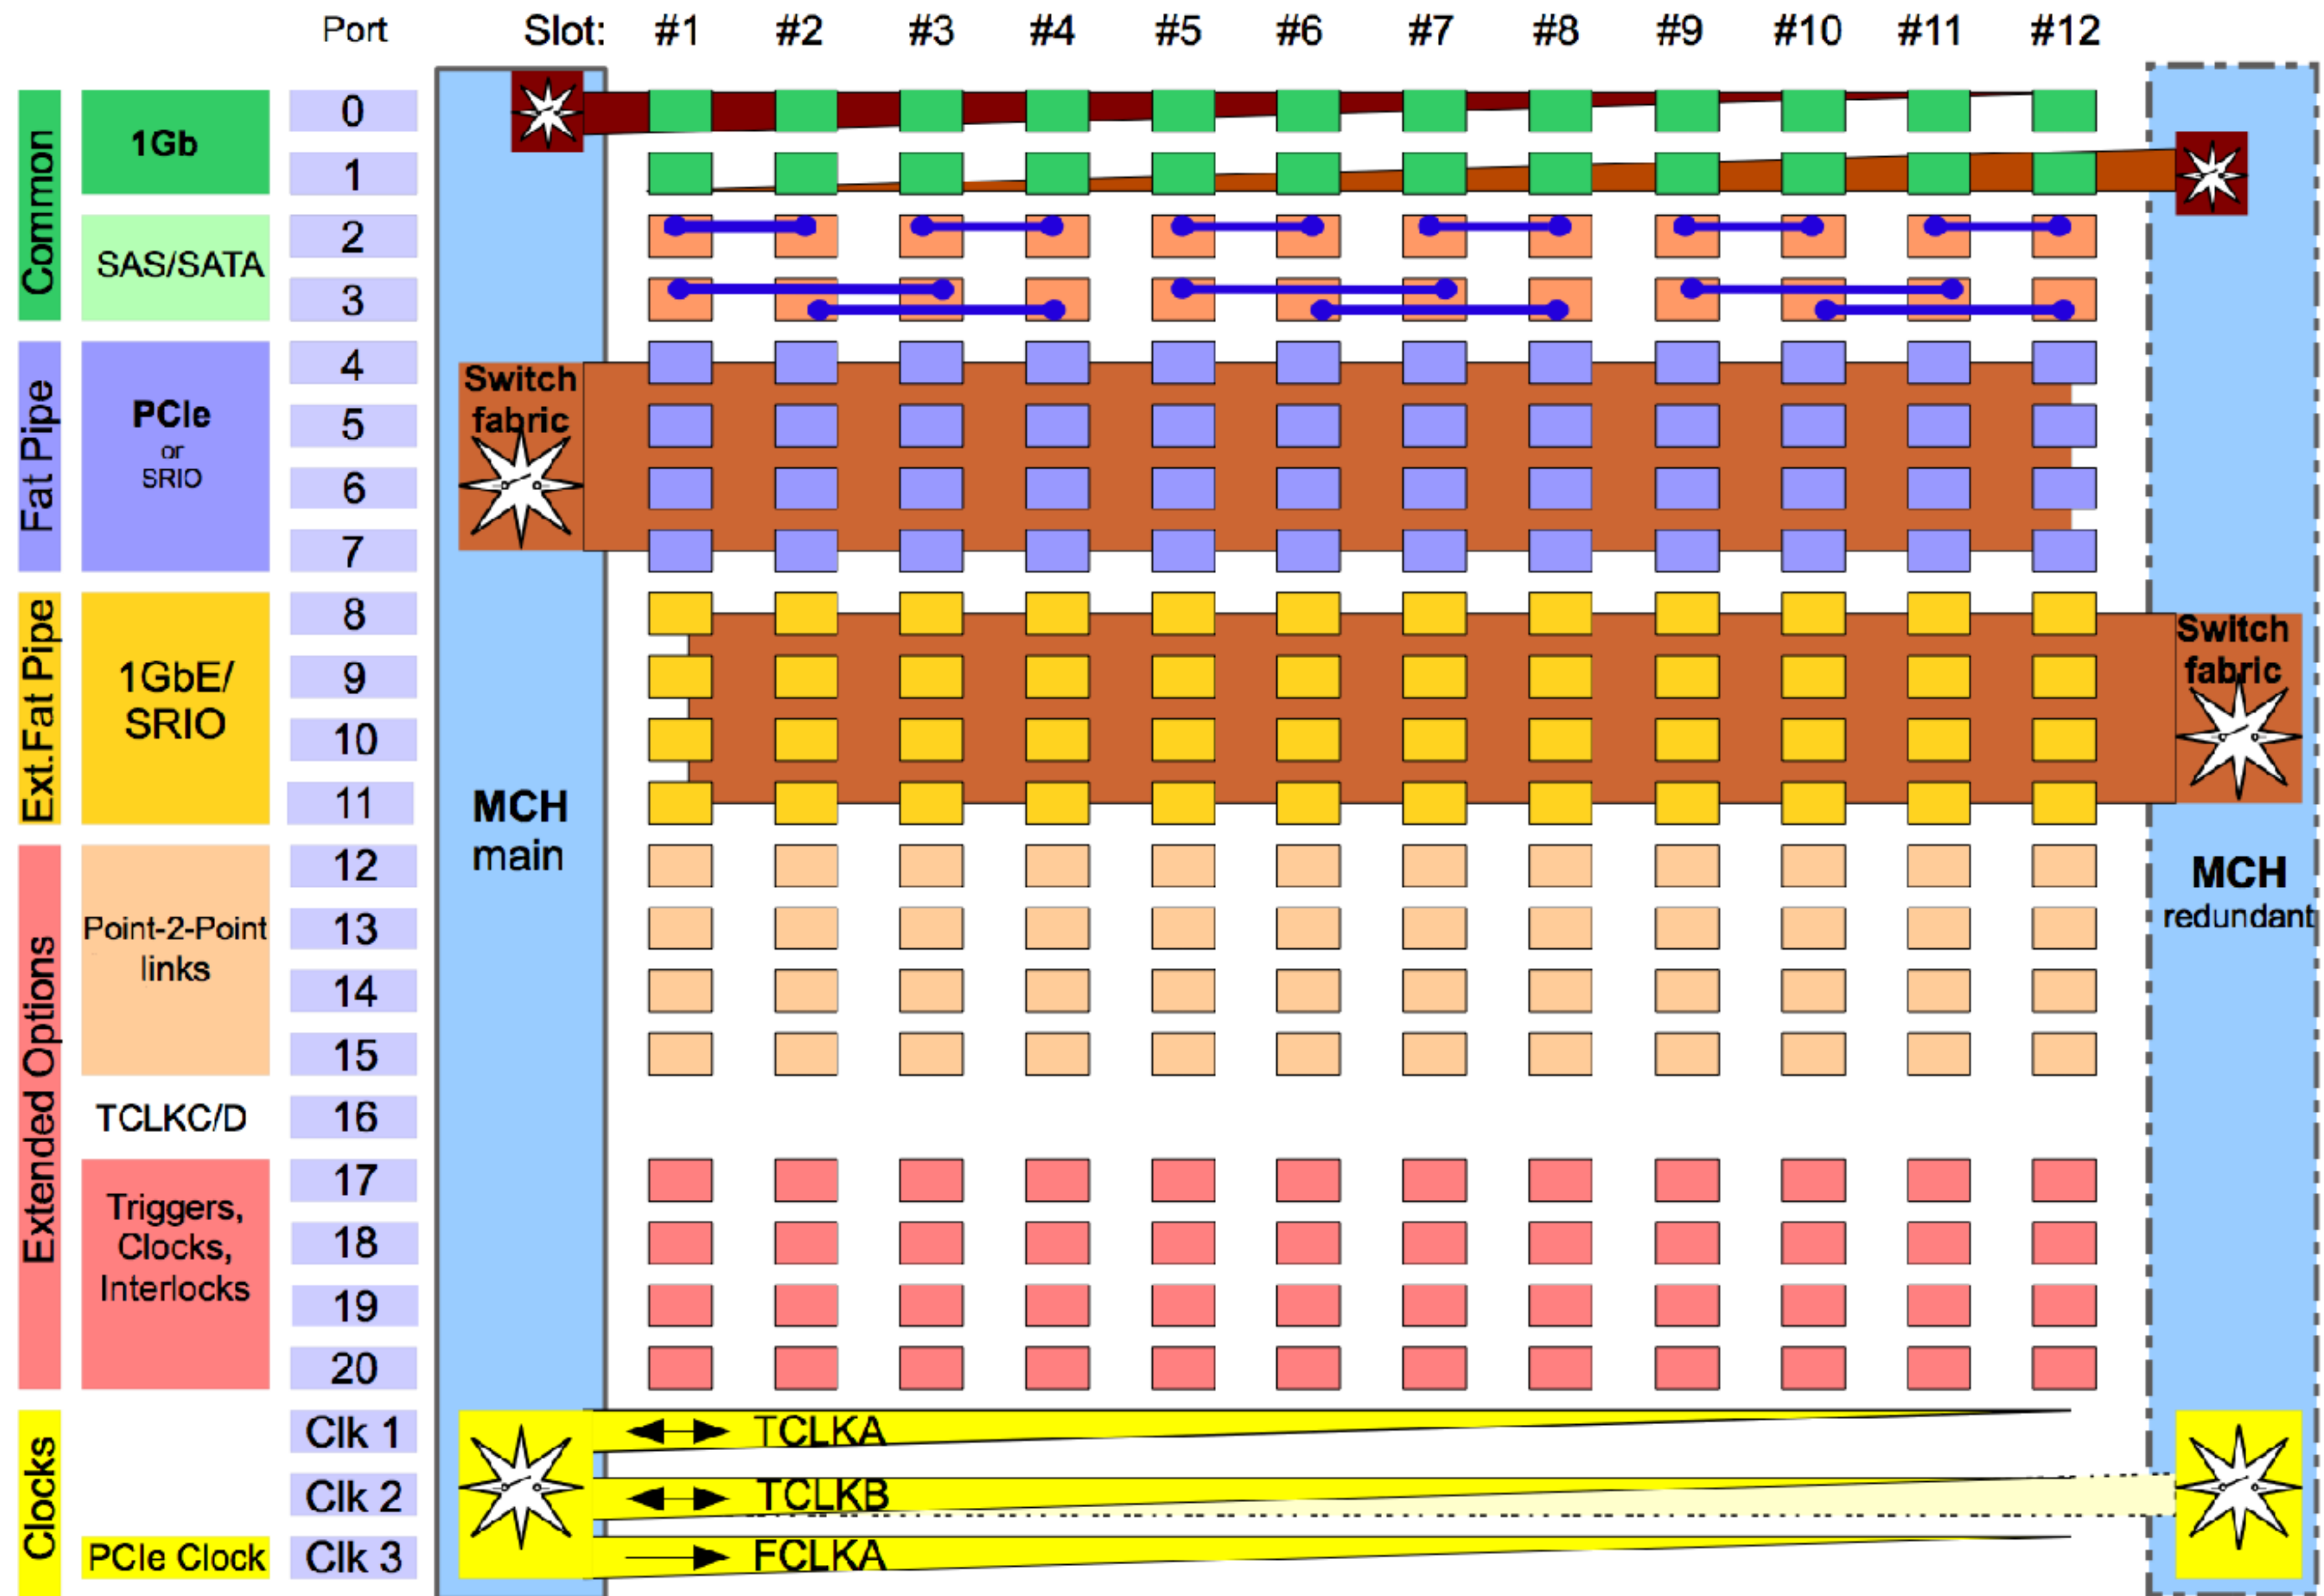 Port Slot: #1 #2 #3 #4 #5 #6 #7 #8 #9 #10 #11 #12
Common
1Gb
0
1
SAS/SATA
2
3
Fat Pipe
PCIe
or
SRIO
4
5
6
7
Switch
fabric
Ext.Fat Pipe
1GbE/
SRIO
8
9
10
11
Switch
fabric
MCH
main
MCH
redundant
Extended Options
Point-2-Point
links
12
13
14
15
TCLKC/D
16
Triggers,
Clocks,
Interlocks
17
18
19
20
Clocks
Clk 1
TCLKA
Clk 2
TCLKB
PCIe Clock
Clk 3
FCLKA